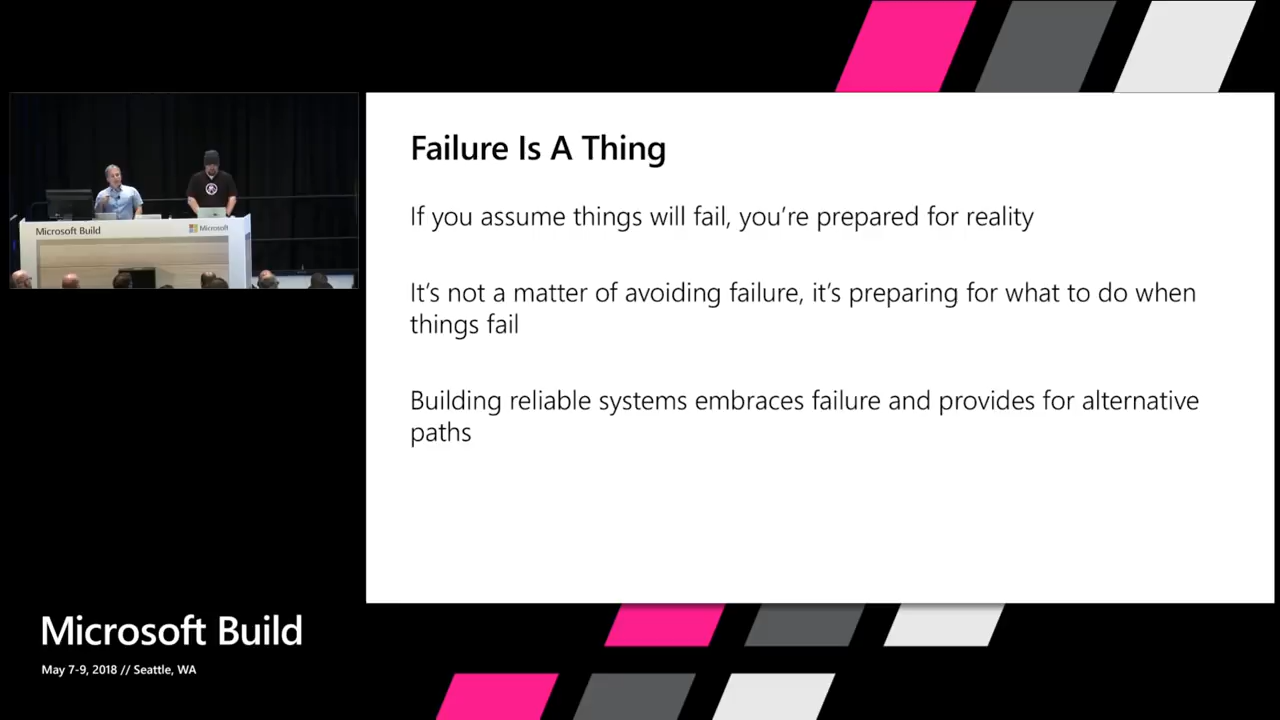 Microsoft Build
Microsoft
Failure Is A Thing
If you assume things will fail, you’re prepared for reality
It’s not a matter of avoiding failure, it’s preparing for what to do when
things fail
Building reliable systems embraces failure and provides for alternative
paths
Microsoft Build
May 7-9, 2018 // Seattle, WA